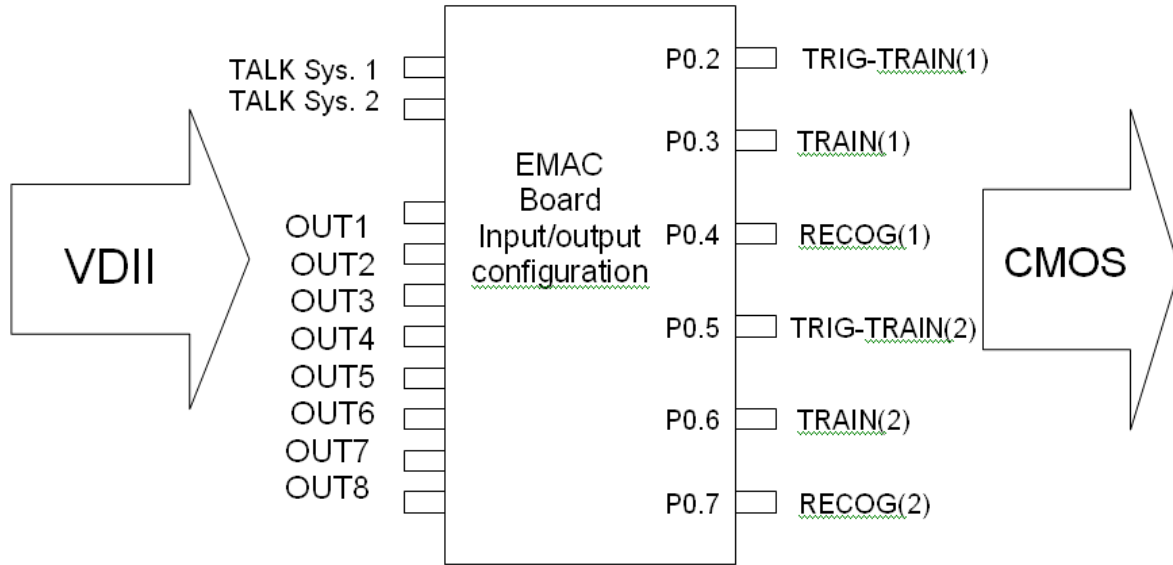 TALK Sys. 1
TALK Sys. 2
VDII
OUT1
OUT2
OUT3
OUT4
OUT5
OUT6
OUT7
OUT8
EMAC
Board
Input/output
configuration
P0.2 TRIG-TRAIN(1)
P0.3 TRAIN(1)
P0.4 RECOG(1)
P0.5 TRIG-TRAIN(2)
P0.6 TRAIN(2)
P0.7 RECOG(2)
CMOS